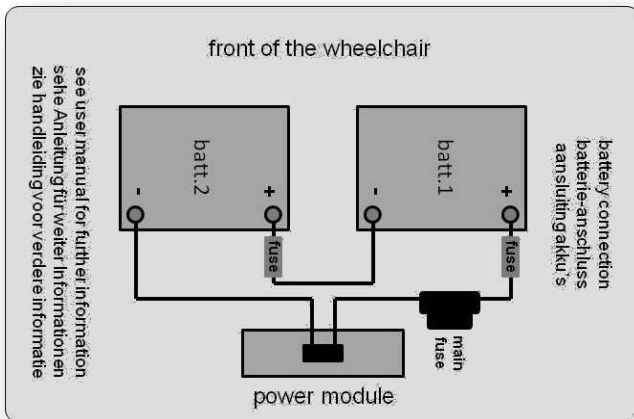 front of the wheelchair
see user manual for further information
sehe Anleitung für weiter Informationen
zie handleiding voor verdere informatie
batt.2
- +
batt.1
- +
battery connection
batterie-anschluss
aansluiting akku's
fuse
fuse
main
fuse
power module